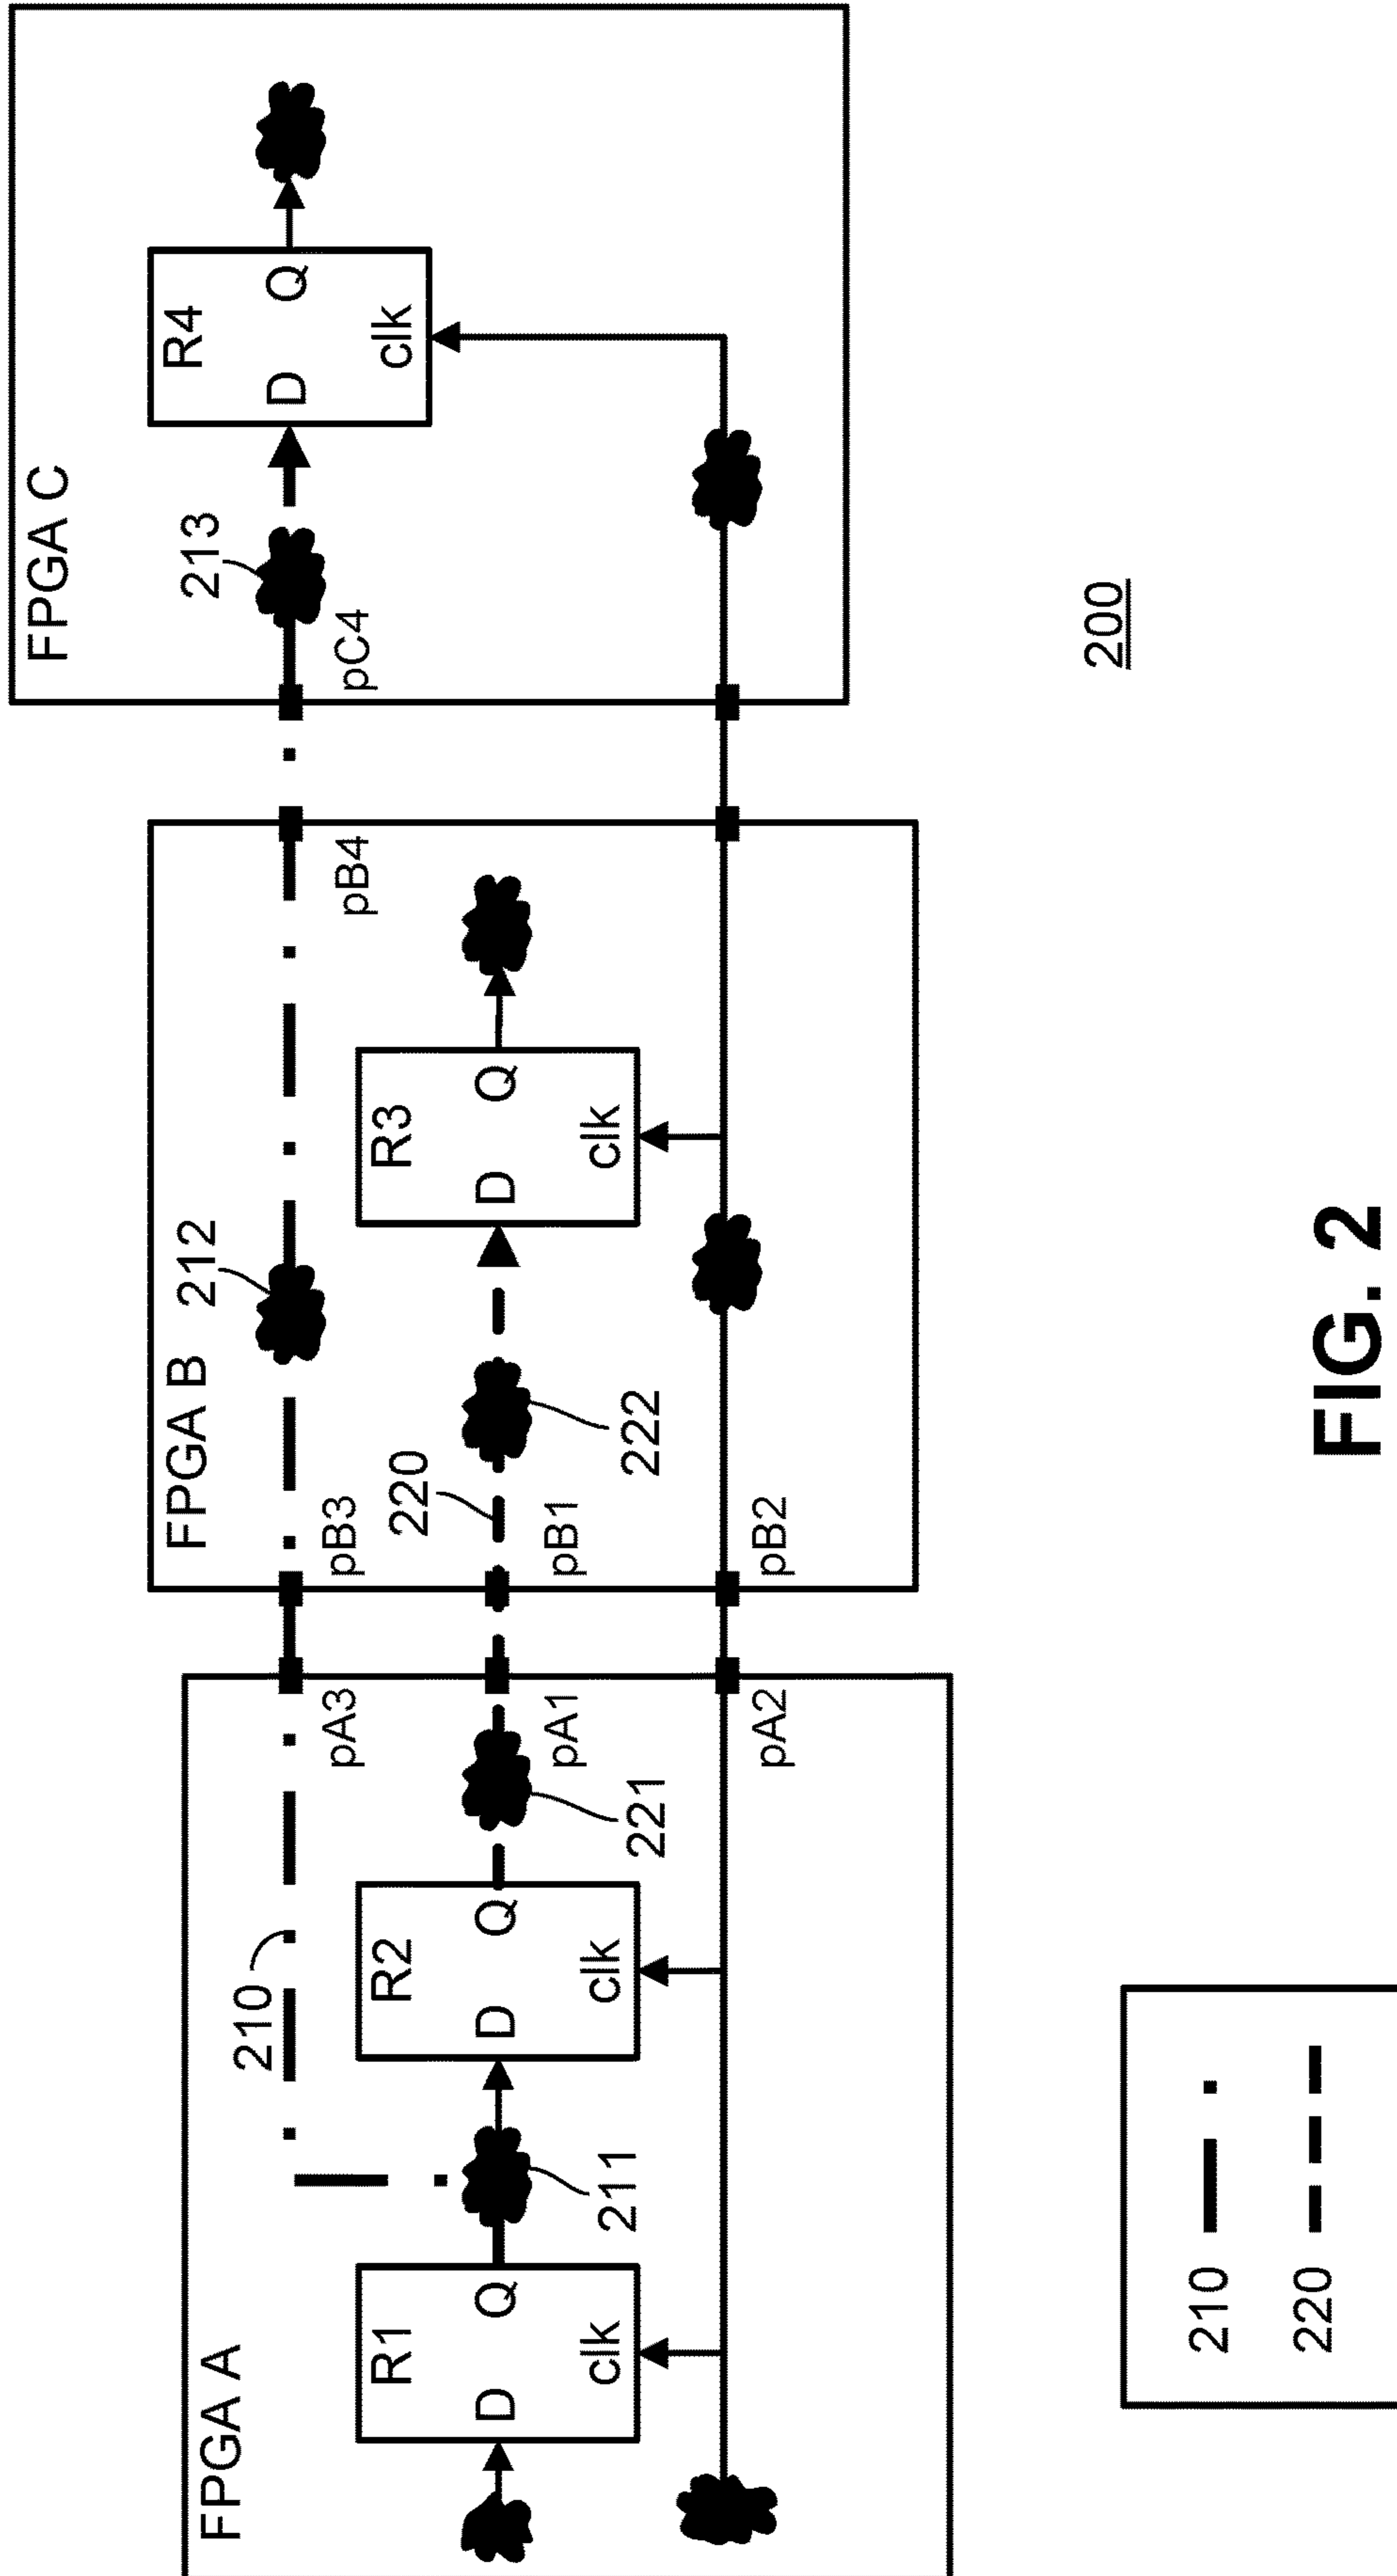 FPGA A
FPGA B
FPGA C
210
212
213
R1
D
Q
clk
211
R2
D
Q
clk
221
pA3
pA1
pA2
pB3
pB1
pB2
220
222
R3
D
Q
clk
pB4
pC4
R4
D
Q
clk
210
220
200
FIG. 2